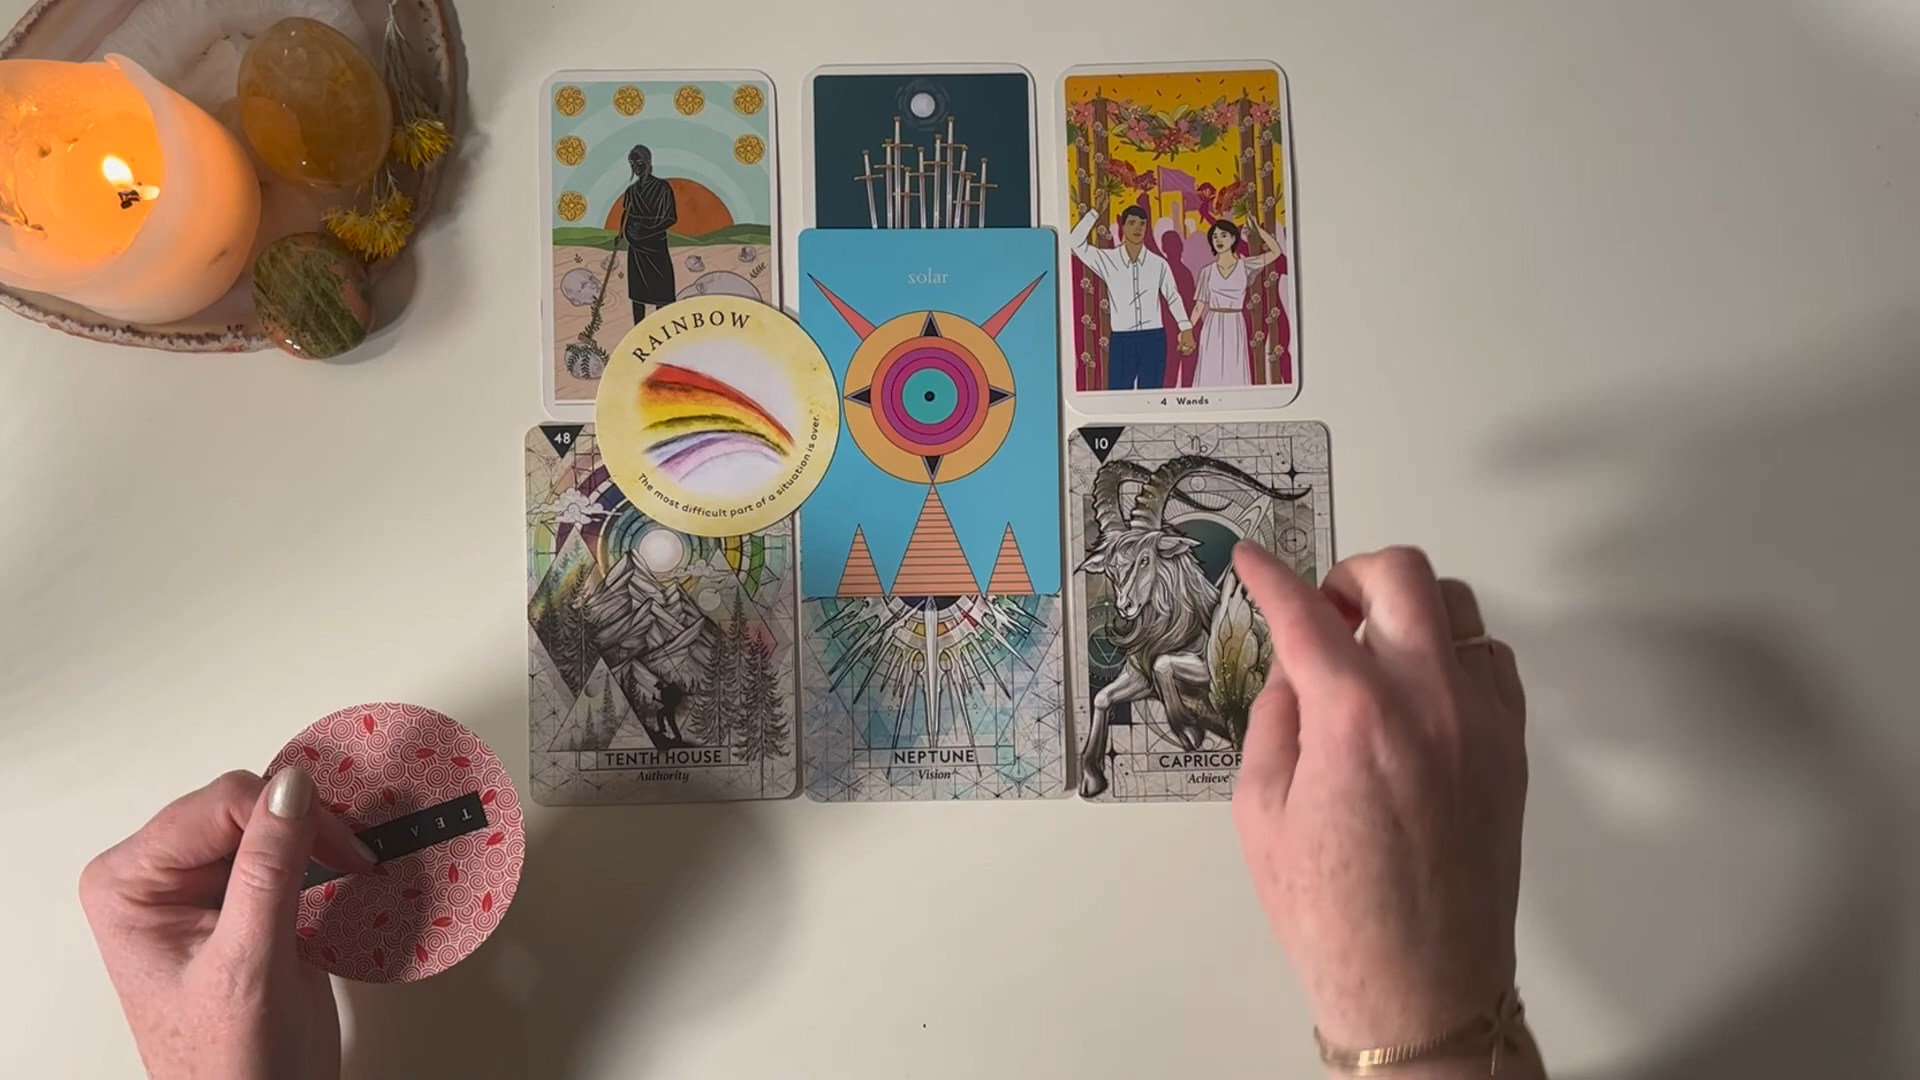 solar
RAINBOW
The most difficult part of a situation is over.
4 Wands
48
10
TENTH HOUSE
Authority
NEPTUNE
Vision
CAPRICOR
Achieve
TEA L